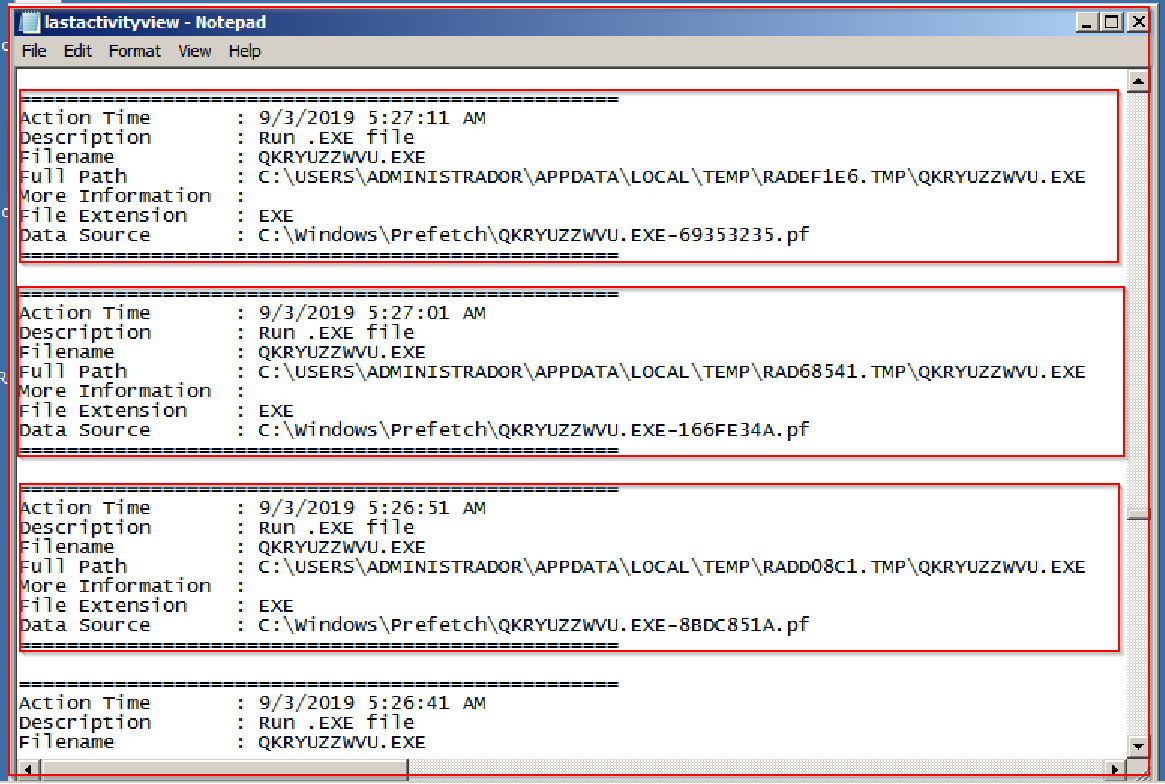 lastactivityview - Notepad
File Edit Format View Help
==================================================
Action Time : 9/3/2019 5:27:11 AM
Description : Run .EXE file
Filename : QKRYUZZWVU.EXE
Full Path : C:\USERS\ADMINISTRADOR\APPDATA\LOCAL\TEMP\RADEF1E6.TMP\QKRYUZZWVU.EXE
More Information :
File Extension : EXE
Data Source : C:\Windows\Prefetch\QKRYUZZWVU.EXE-69353235.pf
==================================================
==================================================
Action Time : 9/3/2019 5:27:01 AM
Description : Run .EXE file
Filename : QKRYUZZWVU.EXE
Full Path : C:\USERS\ADMINISTRADOR\APPDATA\LOCAL\TEMP\RAD68541.TMP\QKRYUZZWVU.EXE
More Information :
File Extension : EXE
Data Source : C:\Windows\Prefetch\QKRYUZZWVU.EXE-166FE34A.pf
==================================================
==================================================
Action Time : 9/3/2019 5:26:51 AM
Description : Run .EXE file
Filename : QKRYUZZWVU.EXE
Full Path : C:\USERS\ADMINISTRADOR\APPDATA\LOCAL\TEMP\RADD08C1.TMP\QKRYUZZWVU.EXE
More Information :
File Extension : EXE
Data Source : C:\Windows\Prefetch\QKRYUZZWVU.EXE-8BDC851A.pf
==================================================
==================================================
Action Time : 9/3/2019 5:26:41 AM
Description : Run .EXE file
Filename : QKRYUZZWVU.EXE